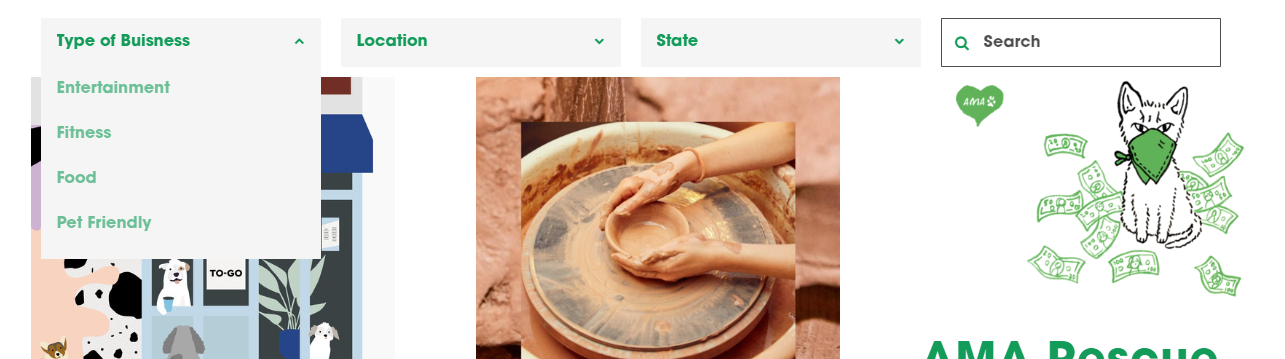 Type of Buisness
Location
State
Search
Entertainment
Fitness
Food
Pet Friendly
AMA
TO-GO
AMA Rescue